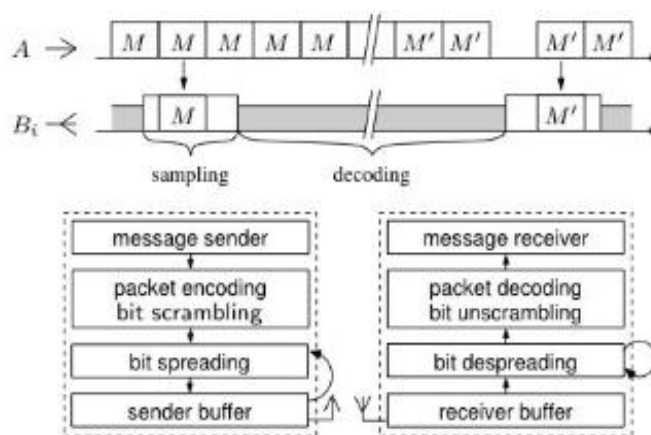 A M M M M M M′ M′ M′ M′
B_i M M′
sampling decoding
message sender message receiver
packet encoding packet decoding
bit scrambling bit unscrambling
bit spreading bit despreading
sender buffer receiver buffer